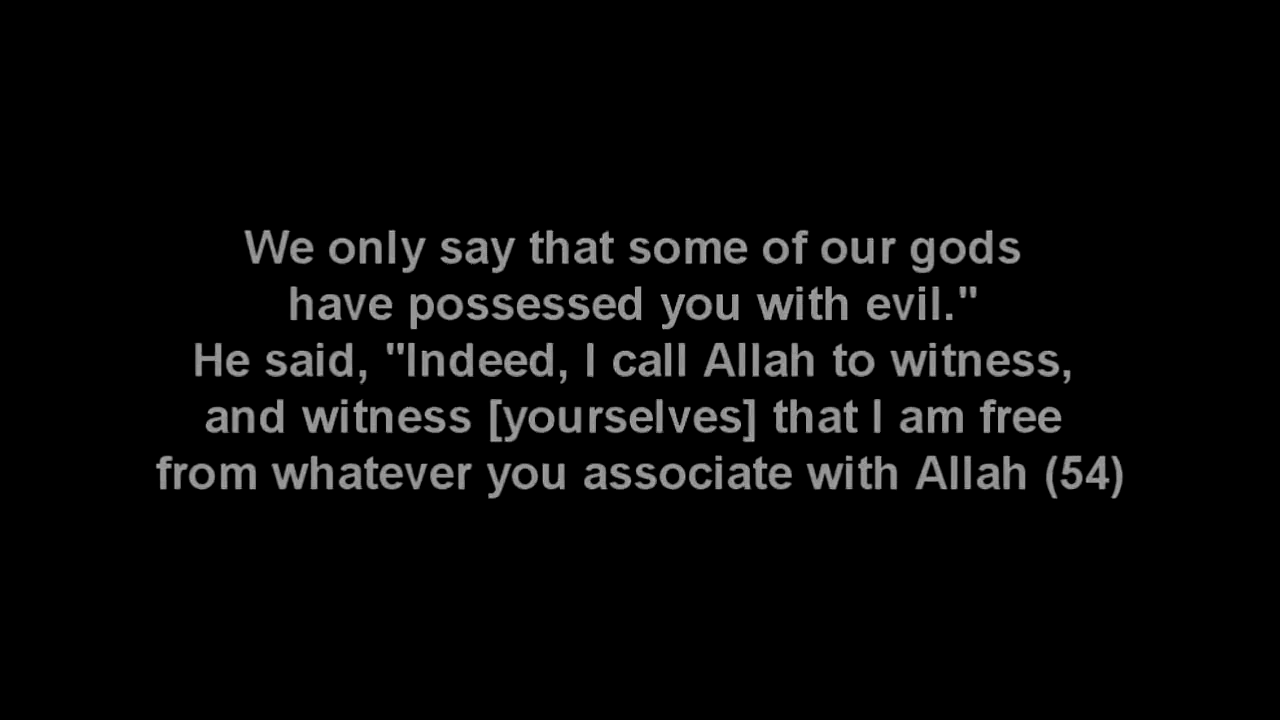 We only say that some of our gods
have possessed you with evil."
He said, "Indeed, I call Allah to witness,
and witness [yourselves] that I am free
from whatever you associate with Allah (54)